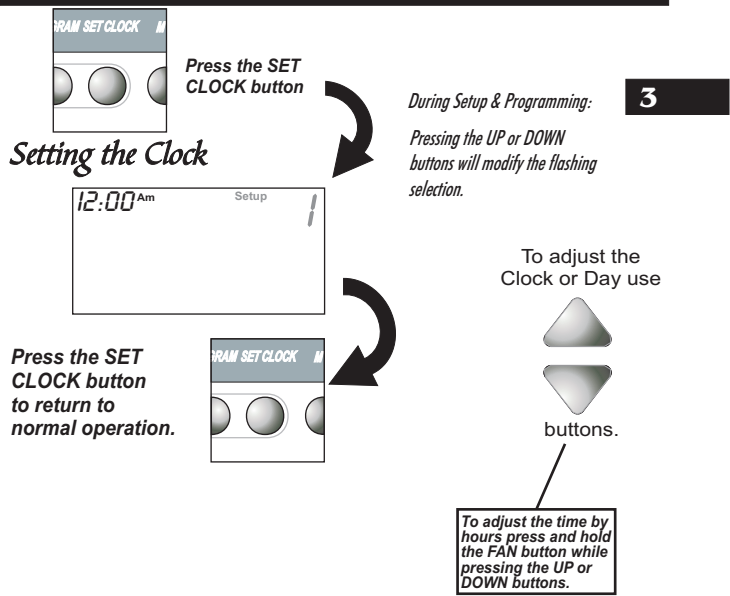 GRAM SET CLOCK M
Press the SET
CLOCK button
Setting the Clock
12:00 Am Setup 1
Press the SET
CLOCK button
to return to
normal operation.
GRAM SET CLOCK M
During Setup & Programming:
Pressing the UP or DOWN
buttons will modify the flashing
selection.
3
To adjust the
Clock or Day use
buttons.
To adjust the time by
hours press and hold
the FAN button while
pressing the UP or
DOWN buttons.